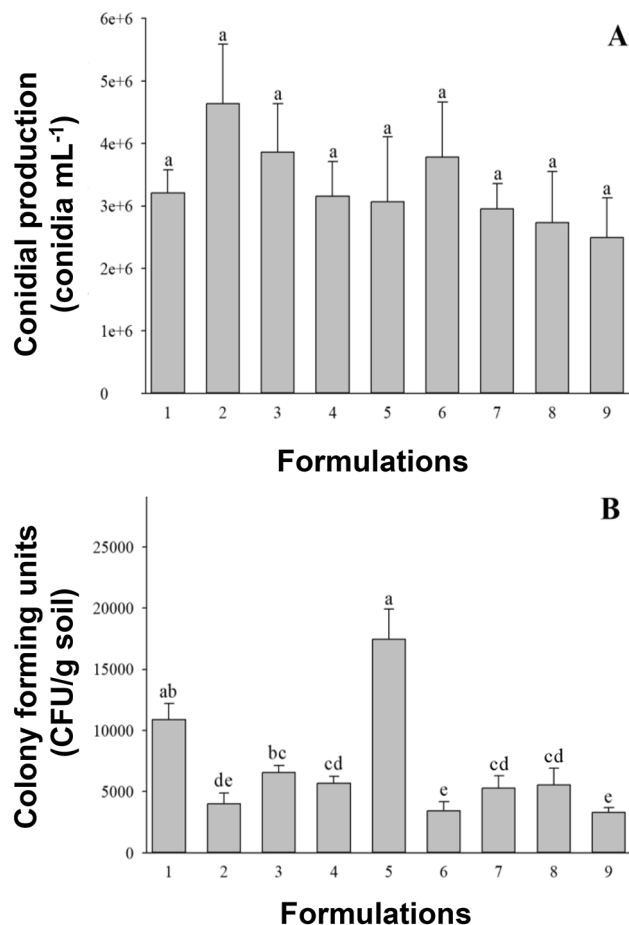 A
Conidial production
(conidia mL-1)
6e+6
5e+6
4e+6
3e+6
2e+6
1e+6
0
a a a a a a a a a
1 2 3 4 5 6 7 8 9
Formulations
B
Colony forming units
(CFU/g soil)
25000
20000
15000
10000
5000
0
ab de bc cd a e cd cd e
1 2 3 4 5 6 7 8 9
Formulations